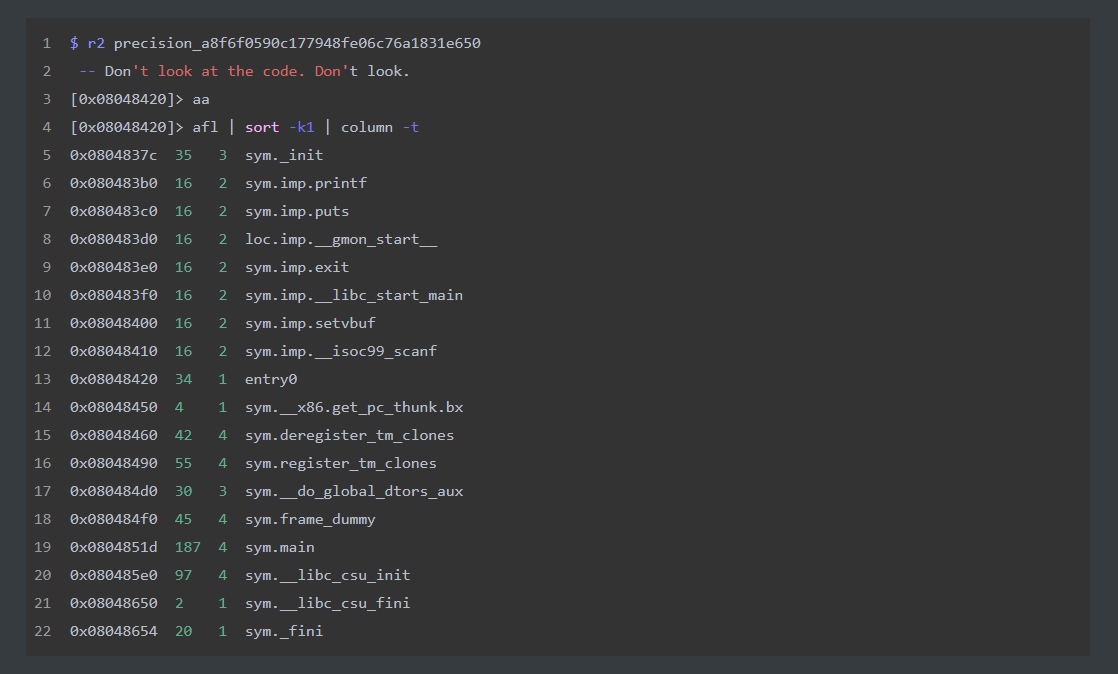 1 $ r2 precision_a8f6f0590c177948fe06c76a1831e650
2 -- Don't look at the code. Don't look.
3 [0x08048420]> aa
4 [0x08048420]> afl | sort -k1 | column -t
5 0x0804837c 35 3 sym._init
6 0x080483b0 16 2 sym.imp.printf
7 0x080483c0 16 2 sym.imp.puts
8 0x080483d0 16 2 loc.imp.__gmon_start__
9 0x080483e0 16 2 sym.imp.exit
10 0x080483f0 16 2 sym.imp.__libc_start_main
11 0x08048400 16 2 sym.imp.setvbuf
12 0x08048410 16 2 sym.imp.__isoc99_scanf
13 0x08048420 34 1 entry0
14 0x08048450 4 1 sym.__x86.get_pc_thunk.bx
15 0x08048460 42 4 sym.deregister_tm_clones
16 0x08048490 55 4 sym.register_tm_clones
17 0x080484d0 30 3 sym.__do_global_dtors_aux
18 0x080484f0 45 4 sym.frame_dummy
19 0x0804851d 187 4 sym.main
20 0x080485e0 97 4 sym.__libc_csu_init
21 0x08048650 2 1 sym.__libc_csu_fini
22 0x08048654 20 1 sym._fini